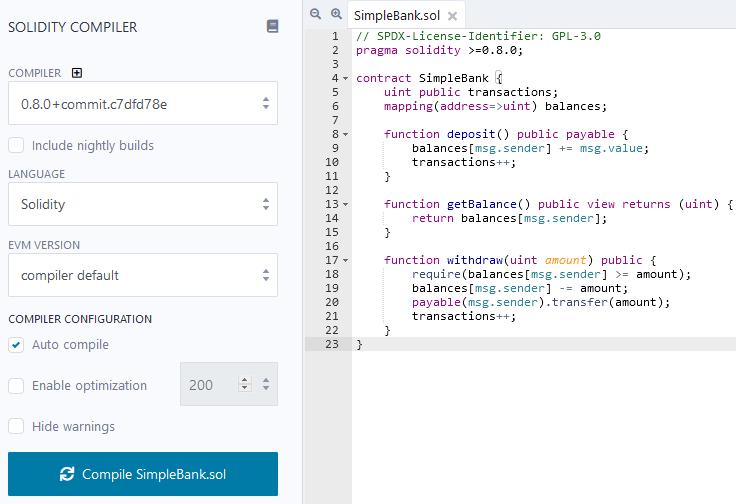 SOLIDITY COMPILER
COMPILER
0.8.0+commit.c7dfd78e
Include nightly builds
LANGUAGE
Solidity
EVM VERSION
compiler default
COMPILER CONFIGURATION
Auto compile
Enable optimization
200
Hide warnings
Compile SimpleBank.sol
SimpleBank.sol
1 // SPDX-License-Identifier: GPL-3.0
2 pragma solidity >=0.8.0;
3
4 contract SimpleBank {
5     uint public transactions;
6     mapping(address=>uint) balances;
7
8     function deposit() public payable {
9         balances[msg.sender] += msg.value;
10         transactions++;
11     }
12
13     function getBalance() public view returns (uint) {
14         return balances[msg.sender];
15     }
16
17     function withdraw(uint amount) public {
18         require(balances[msg.sender] >= amount);
19         balances[msg.sender] -= amount;
20         payable(msg.sender).transfer(amount);
21         transactions++;
22     }
23 }